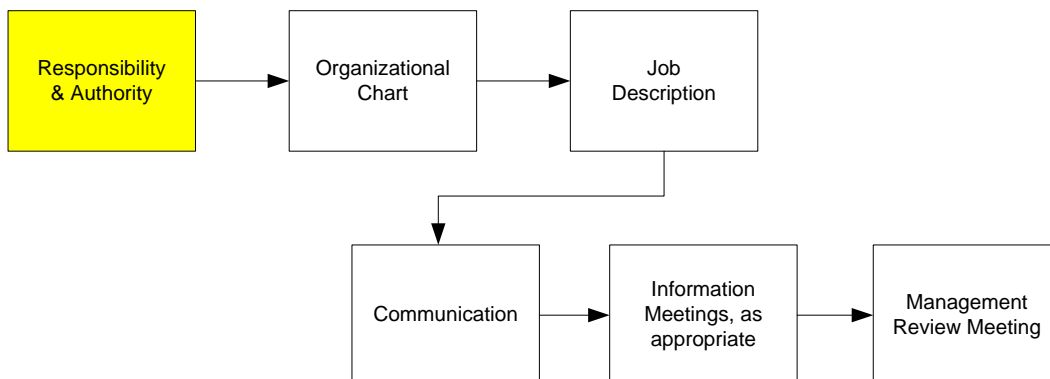 Responsibility
& Authority
Organizational
Chart
Job
Description
Communication
Information
Meetings, as
appropriate
Management
Review Meeting